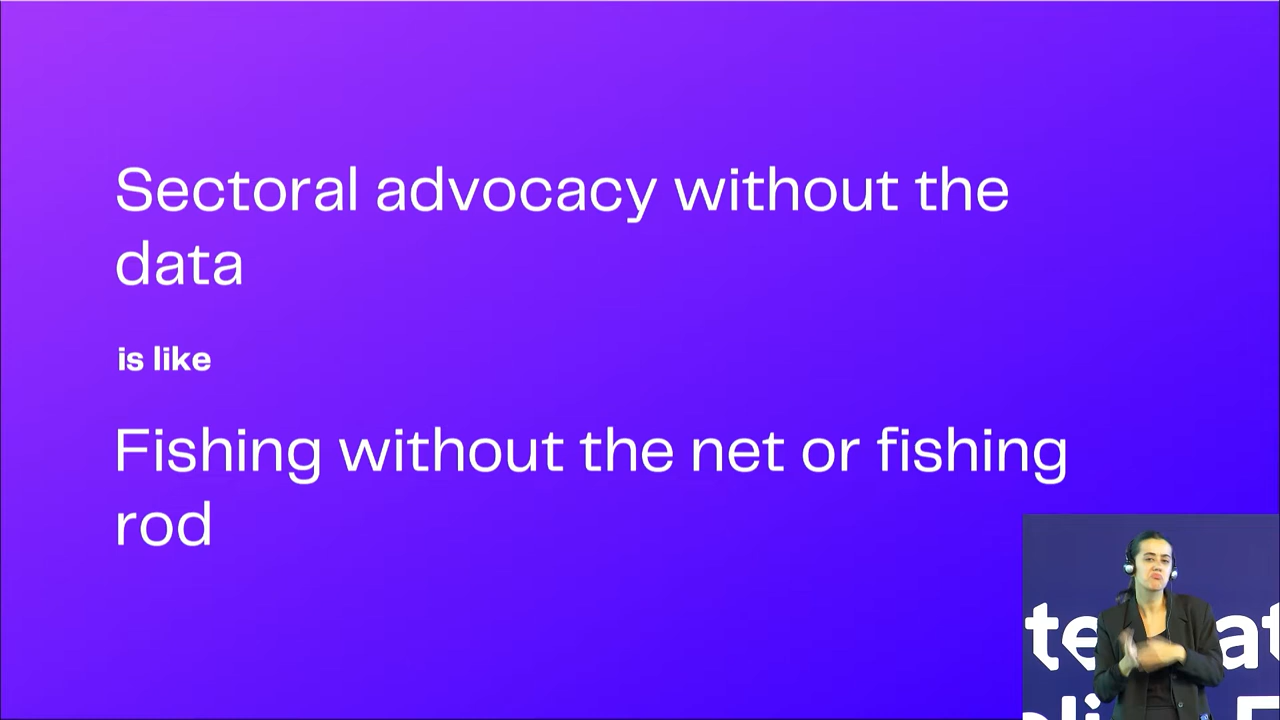 Sectoral advocacy without the
data
is like
Fishing without the net or fishing
rod